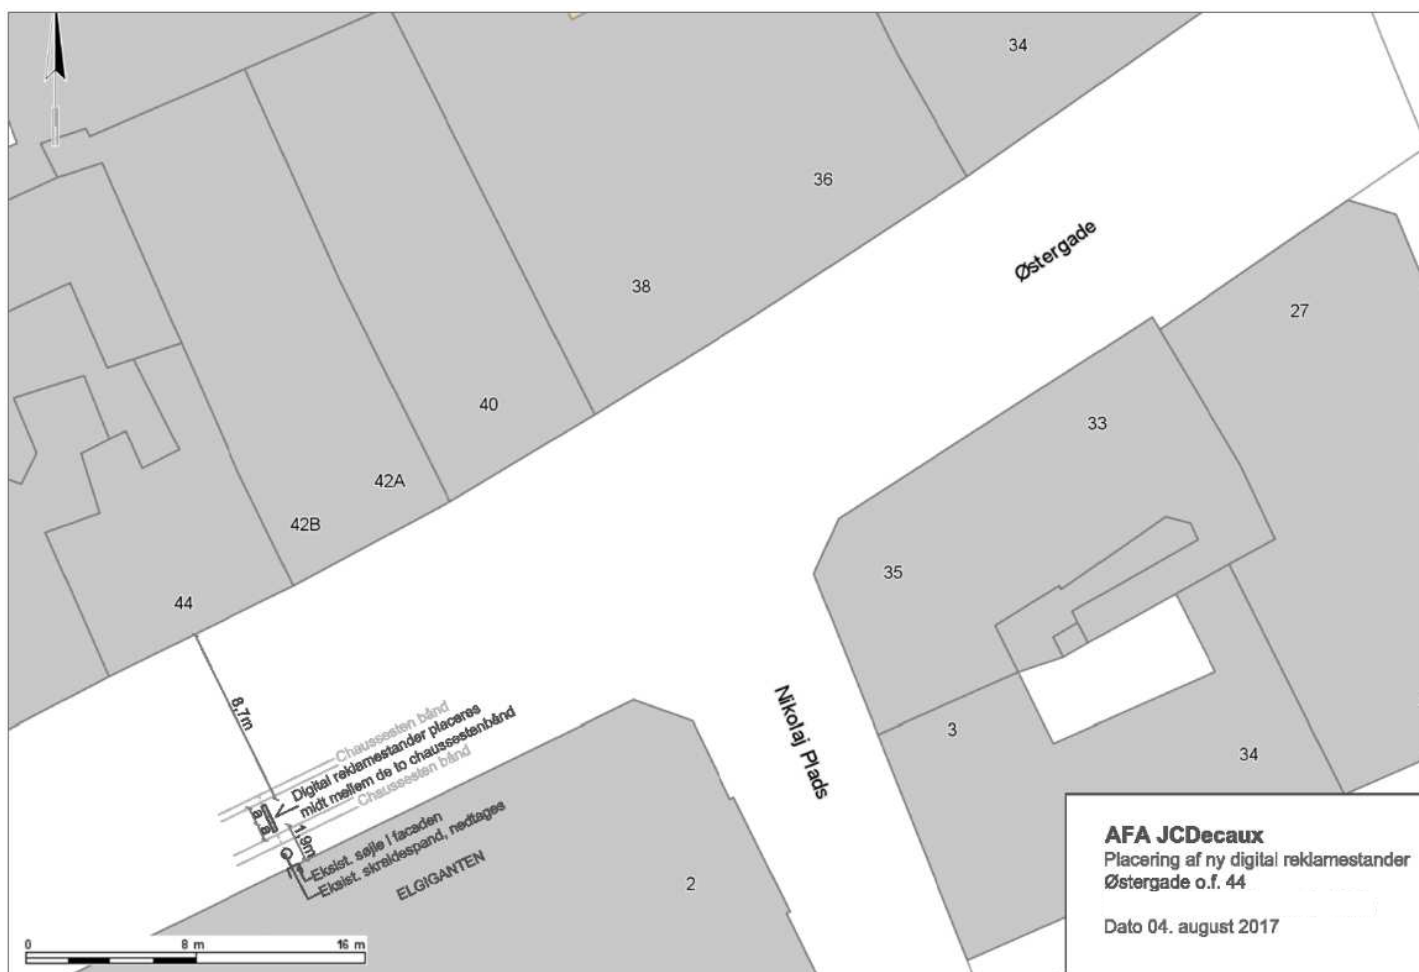 34
36
Østergade
38
27
40
33
42A
42B
35
44
8,7m
Chaussesten bånd
Digital reklamestander placeres
midt mellem de to chaussestenbånd
Chaussesten bånd
a
a
1,9m
Eksist. søjle i facaden
Eksist. skraldespand, nedtages
ELGIGANTEN
Nikolaj Plads
3
34
2
AFA JCDecaux
Placering af ny digital reklamestander
Østergade o.f. 44
Dato 04. august 2017
0 8 m 16 m